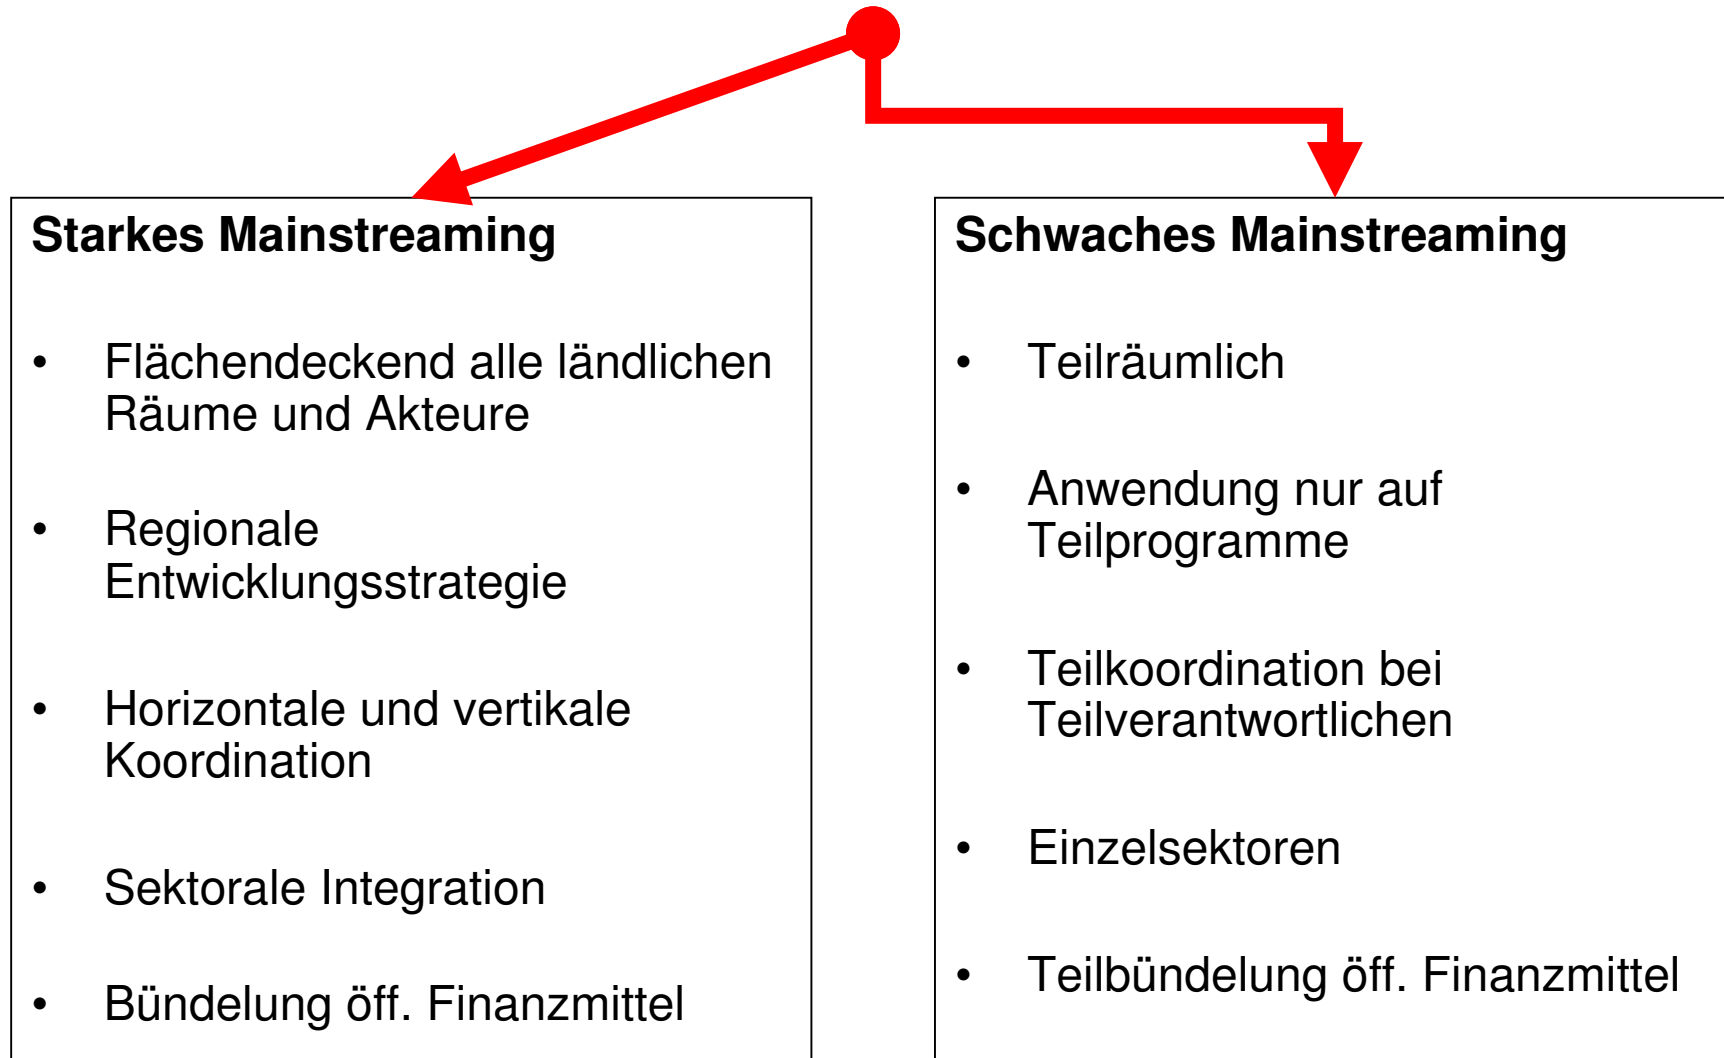 Starkes Mainstreaming
• Flächendeckend alle ländlichen
Räume und Akteure
• Regionale
Entwicklungsstrategie
• Horizontale und vertikale
Koordination
• Sektorale Integration
• Bündelung öff. Finanzmittel
Schwaches Mainstreaming
• Teilräumlich
• Anwendung nur auf
Teilprogramme
• Teilkoordination bei
Teilverantwortlichen
• Einzelsektoren
• Teilbündelung öff. Finanzmittel